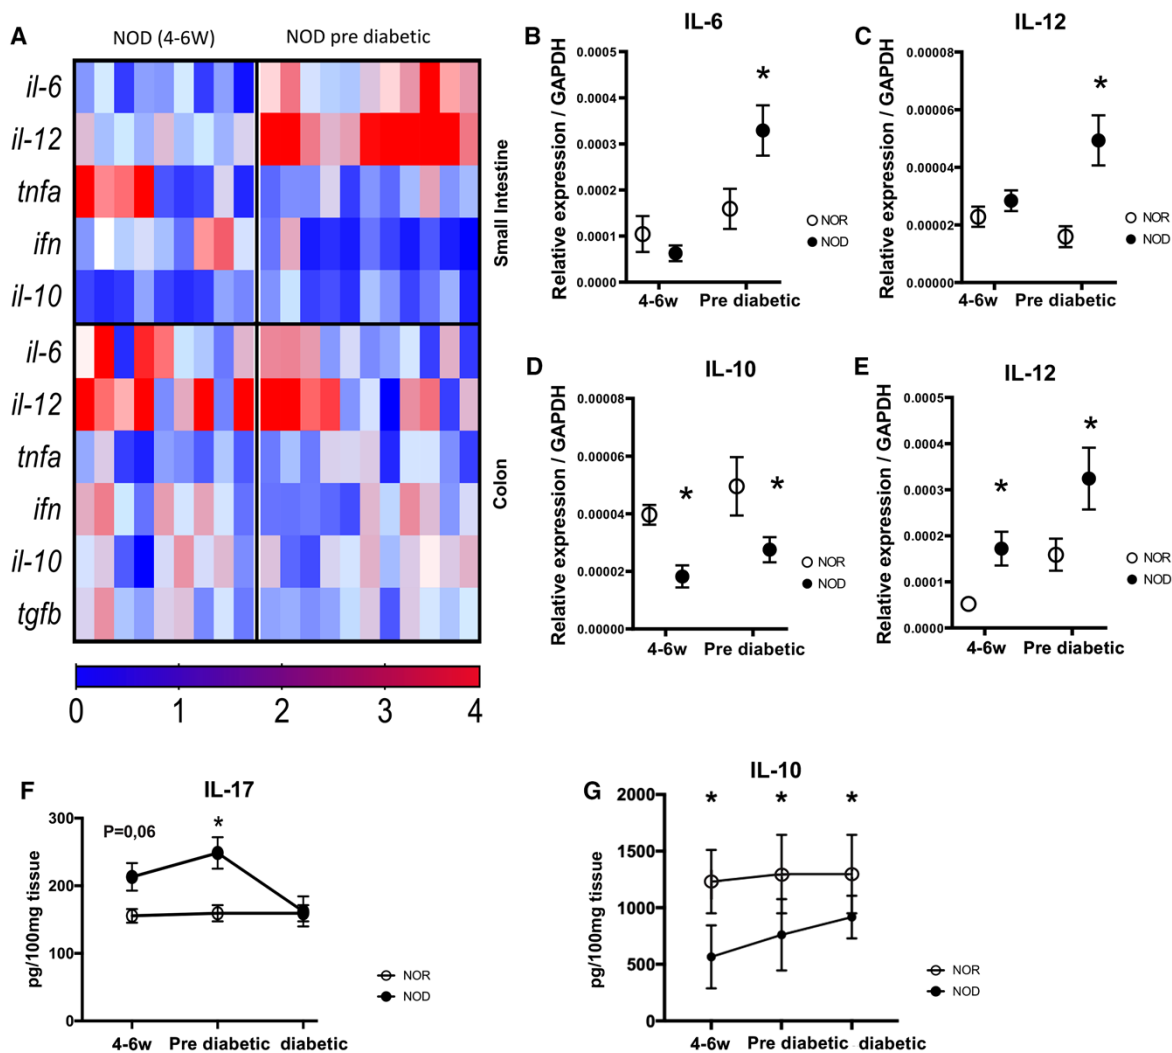 A
NOD (4-6W)
NOD pre diabetic
il-6
il-12
tnfa
ifn
il-10
Small Intestine
il-6
il-12
tnfa
ifn
il-10
tgfb
Colon
0 1 2 3 4
B
IL-6
Relative expression / GAPDH
0.0005
0.0004
0.0003
0.0002
0.0001
0.0000
*
NOR
NOD
4-6w Pre diabetic
C
IL-12
Relative expression / GAPDH
0.00008
0.00006
0.00004
0.00002
0.00000
*
NOR
NOD
4-6w Pre diabetic
D
IL-10
Relative expression / GAPDH
0.00008
0.00006
0.00004
0.00002
0.00000
* *
NOR
NOD
4-6w Pre diabetic
E
IL-12
Relative expression / GAPDH
0.0005
0.0004
0.0003
0.0002
0.0001
0.0000
* *
NOR
NOD
4-6w Pre diabetic
F
IL-17
pg/100mg tissue
300
200
100
0
P=0,06
*
NOR
NOD
4-6w Pre diabetic diabetic
G
IL-10
pg/100mg tissue
2000
1500
1000
500
0
* * *
NOR
NOD
4-6w Pre diabetic diabetic